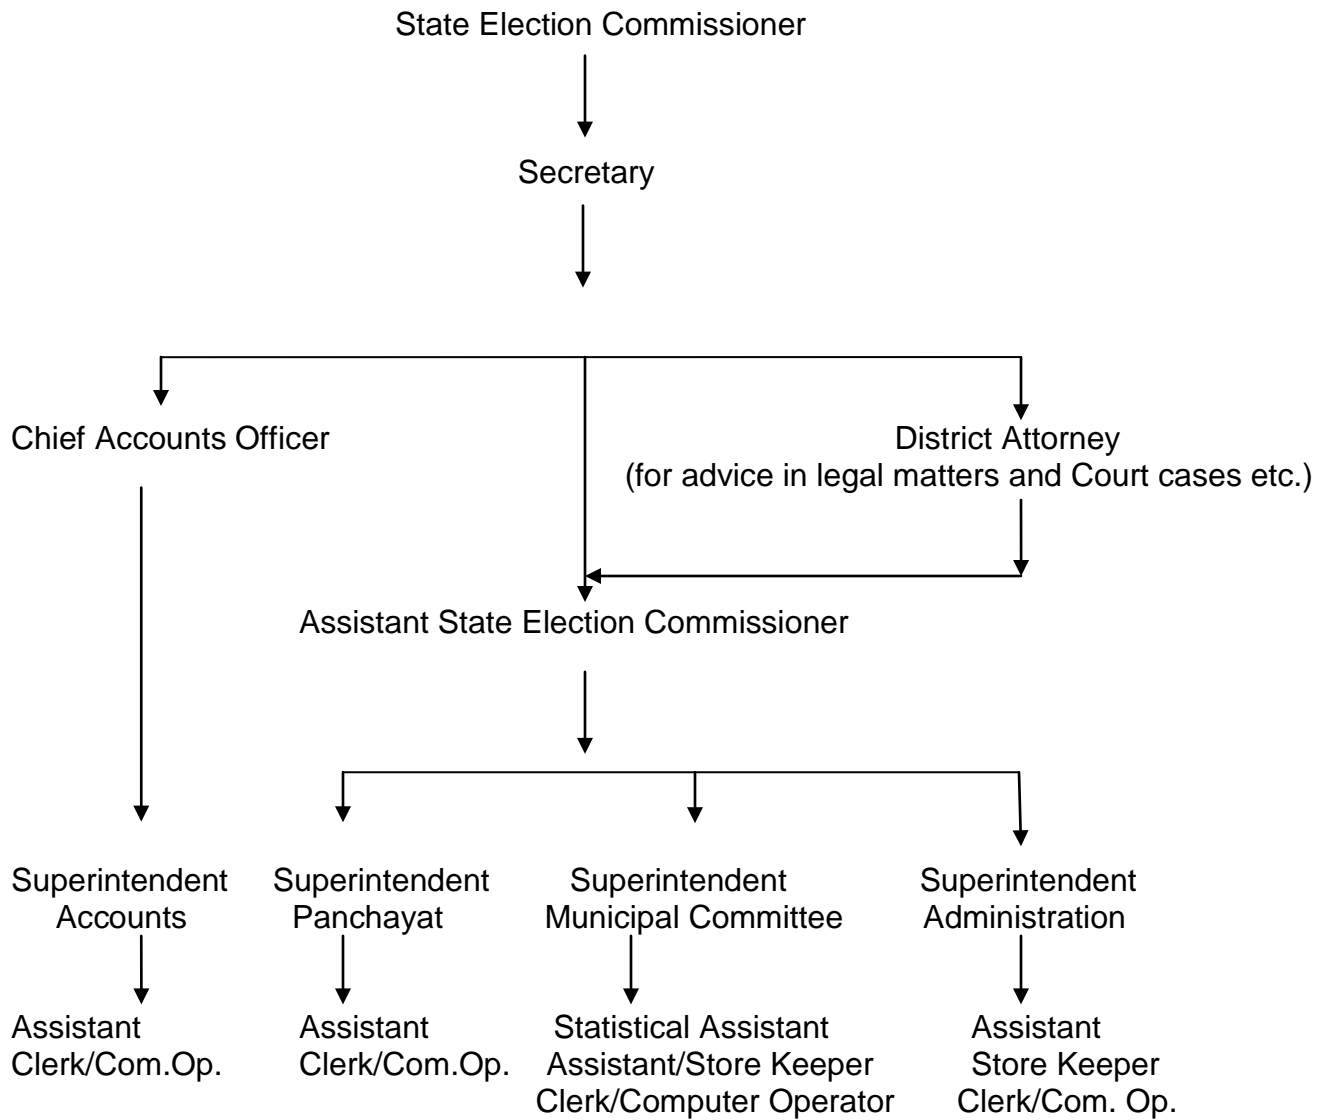 State Election Commissioner
Secretary
Chief Accounts Officer
District Attorney
(for advice in legal matters and Court cases etc.)
Assistant State Election Commissioner
Superintendent
Accounts
Superintendent
Panchayat
Superintendent
Municipal Committee
Superintendent
Administration
Assistant
Clerk/Com.Op.
Assistant
Clerk/Com.Op.
Statistical Assistant
Assistant/Store Keeper
Clerk/Computer Operator
Assistant
Store Keeper
Clerk/Com. Op.